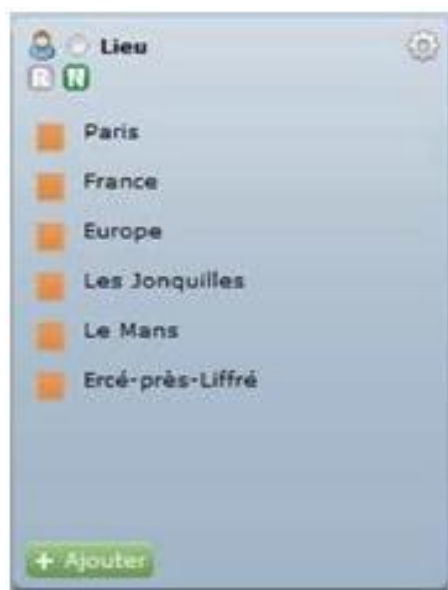 Lieu
R N
Paris
France
Europe
Les Jonquilles
Le Mans
Ercé-près-Liffré
+ Ajouter